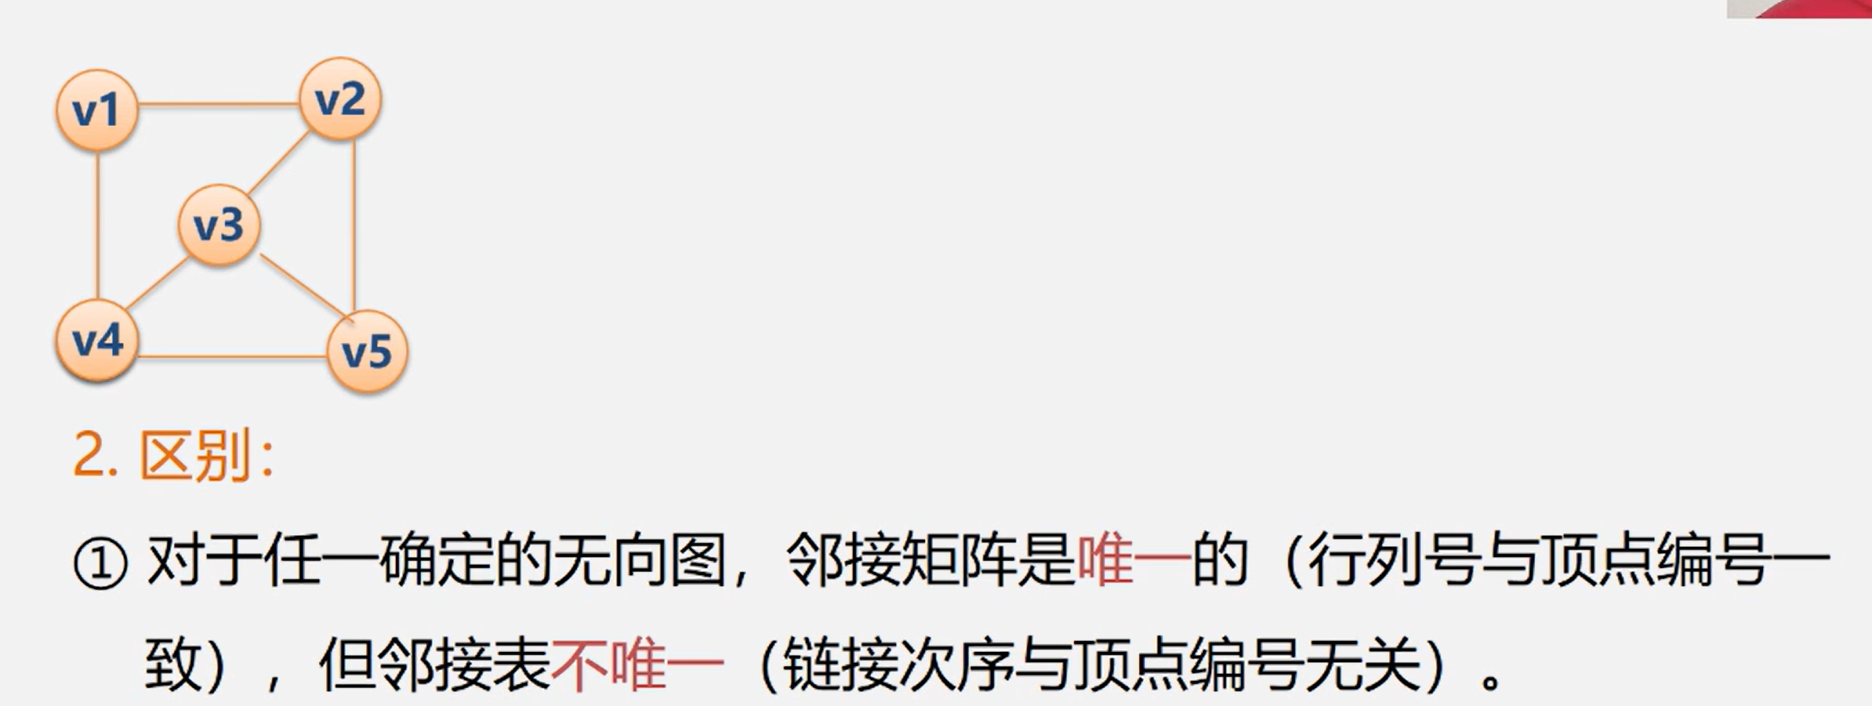 v1
v2
v3
v4
v5
2. 区别：
① 对于任一确定的无向图，邻接矩阵是唯一的（行列号与顶点编号一
致），但邻接表不唯一（链接次序与顶点编号无关）。